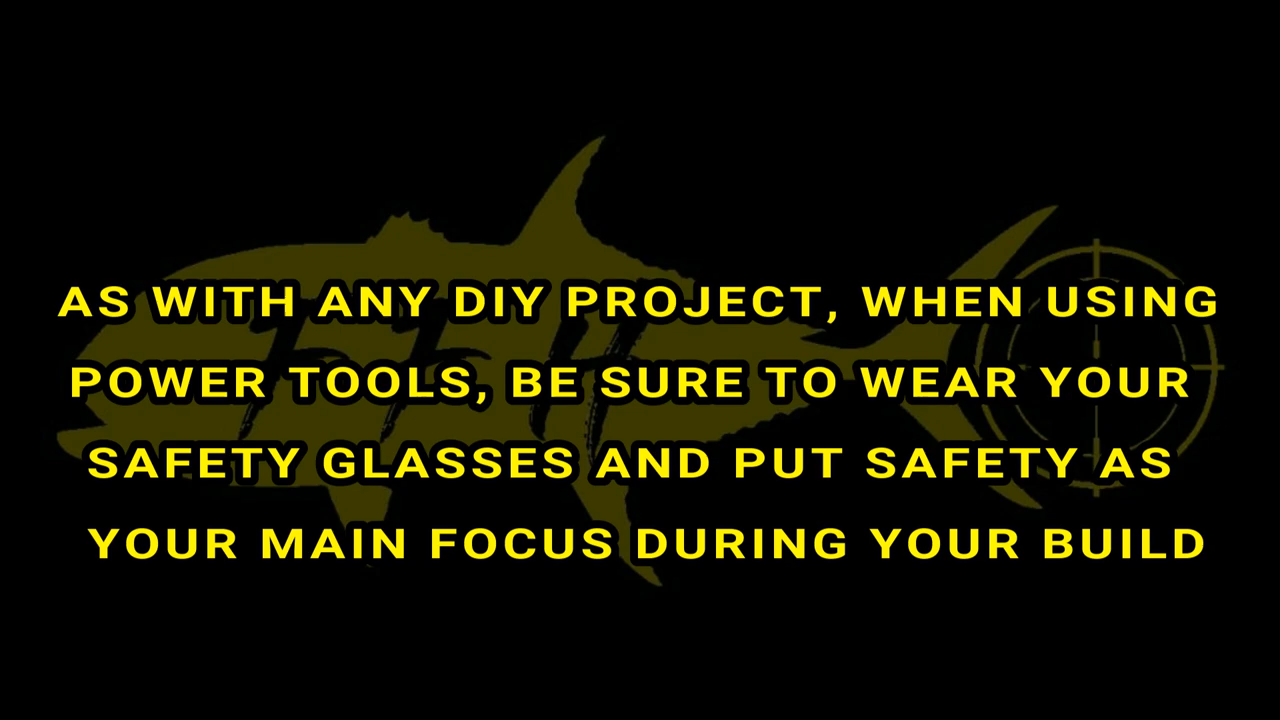 AS WITH ANY DIY PROJECT, WHEN USING
POWER TOOLS, BE SURE TO WEAR YOUR
SAFETY GLASSES AND PUT SAFETY AS
YOUR MAIN FOCUS DURING YOUR BUILD